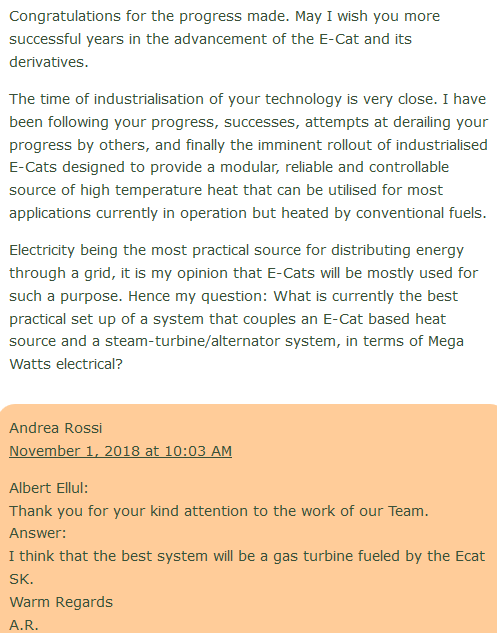 Congratulations for the progress made. May I wish you more
successful years in the advancement of the E-Cat and its
derivatives.
The time of industrialisation of your technology is very close. I have
been following your progress, successes, attempts at derailing your
progress by others, and finally the imminent rollout of industrialised
E-Cats designed to provide a modular, reliable and controllable
source of high temperature heat that can be utilised for most
applications currently in operation but heated by conventional fuels.
Electricity being the most practical source for distributing energy
through a grid, it is my opinion that E-Cats will be mostly used for
such a purpose. Hence my question: What is currently the best
practical set up of a system that couples an E-Cat based heat
source and a steam-turbine/alternator system, in terms of Mega
Watts electrical?
Andrea Rossi
November 1, 2018 at 10:03 AM
Albert Ellul:
Thank you for your kind attention to the work of our Team.
Answer:
I think that the best system will be a gas turbine fueled by the Ecat
SK.
Warm Regards
A.R.